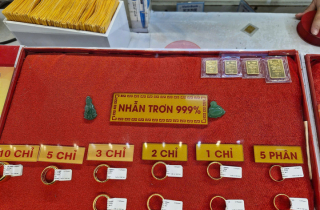 NHẪN TRƠN 999%
10 CHỈ
5 CHỈ
3 CHỈ
2 CHỈ
1 CHỈ
5 PHÂN